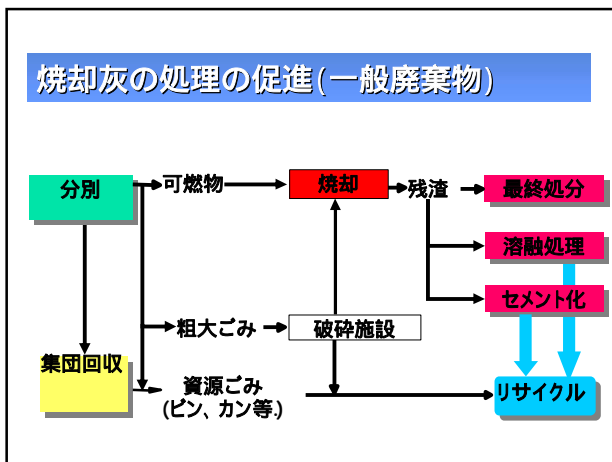 焼却灰の処理の促進(一般廃棄物)
分別
可燃物
焼却
残渣
最終処分
溶融処理
セメント化
粗大ごみ
破砕施設
集団回収
資源ごみ
(ビン、カン等.)
リサイクル